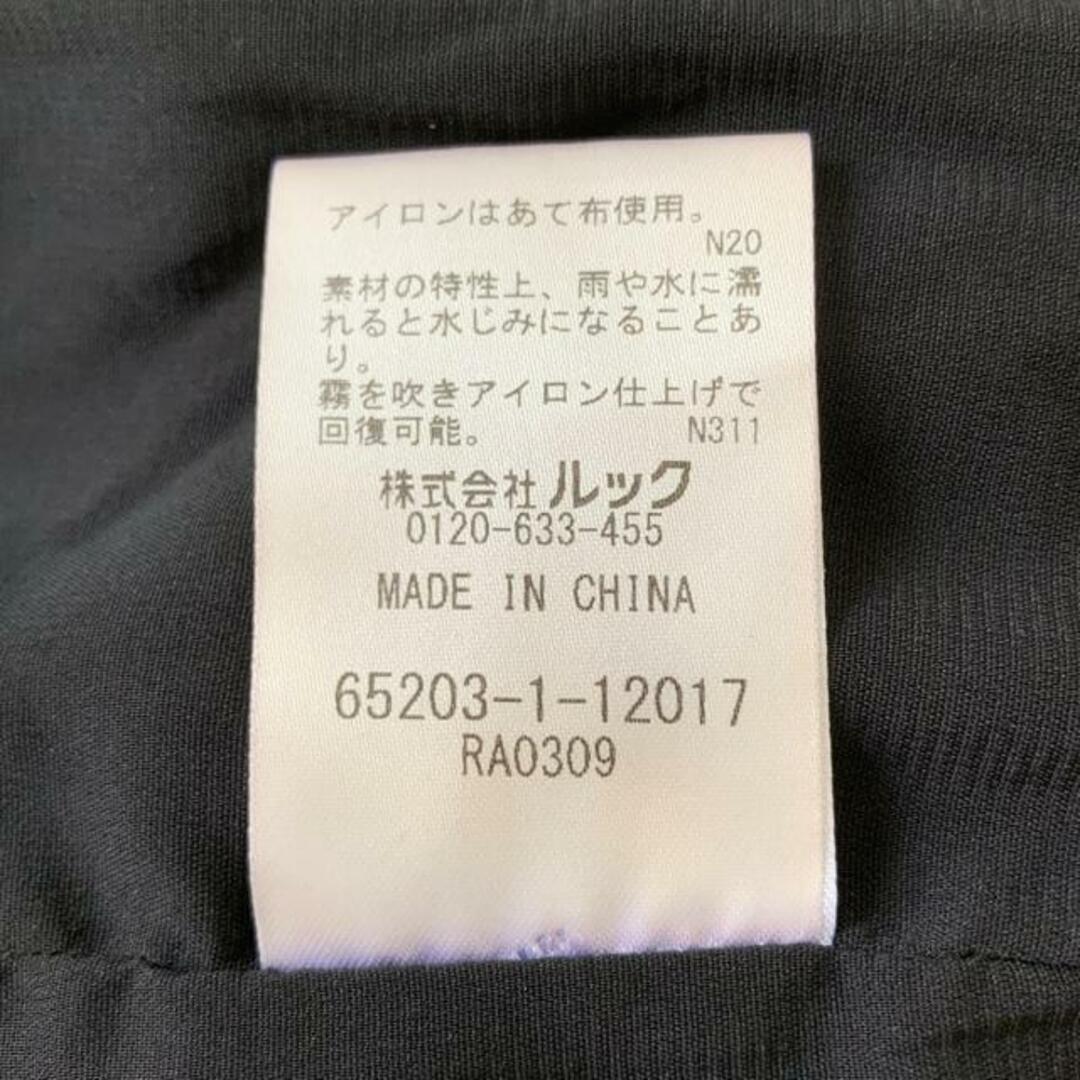 アイロンはあて布使用。
N20
素材の特性上、雨や水に濡
れると水じみになることあ
り。
霧を吹きアイロン仕上げで
回復可能。 N311
株式会社 ルック
0120-633-455
MADE IN CHINA
65203-1-12017
RA0309